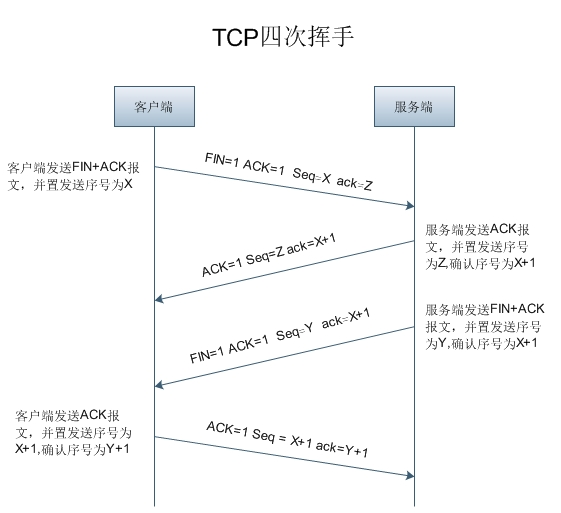 TCP四次挥手
客户端
服务端
客户端发送FIN+ACK报
文，并置发送序号为X
FIN=1 ACK=1 Seq=X ack=Z
服务端发送ACK报
文，并置发送序号
为Z,确认序号为X+1
ACK=1 Seq=Z ack=X+1
服务端发送FIN+ACK
报文，并置发送序号
为Y,确认序号为X+1
FIN=1 ACK=1 Seq=Y ack=X+1
客户端发送ACK报
文，并置发送序号为
X+1,确认序号为Y+1
ACK=1 Seq = X+1 ack=Y+1